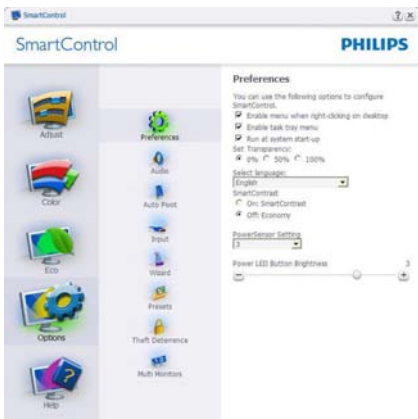 SmartControl
SmartControl
PHILIPS
Adjust
Color
Eco
Options
Help
Preferences
Audio
Auto Pivot
Input
Wizard
Presets
Theft Deterrence
Multi Monitors
Preferences
You can use the following options to configure
SmartControl.
Enable menu when right-clicking on desktop
Enable task tray menu
Run at system start-up
Set Transparency:
0% 50% 100%
Select language:
English
SmartContrast
On: SmartContrast
Off: Economy
PowerSensor Setting
3
Power LED Button Brightness 3